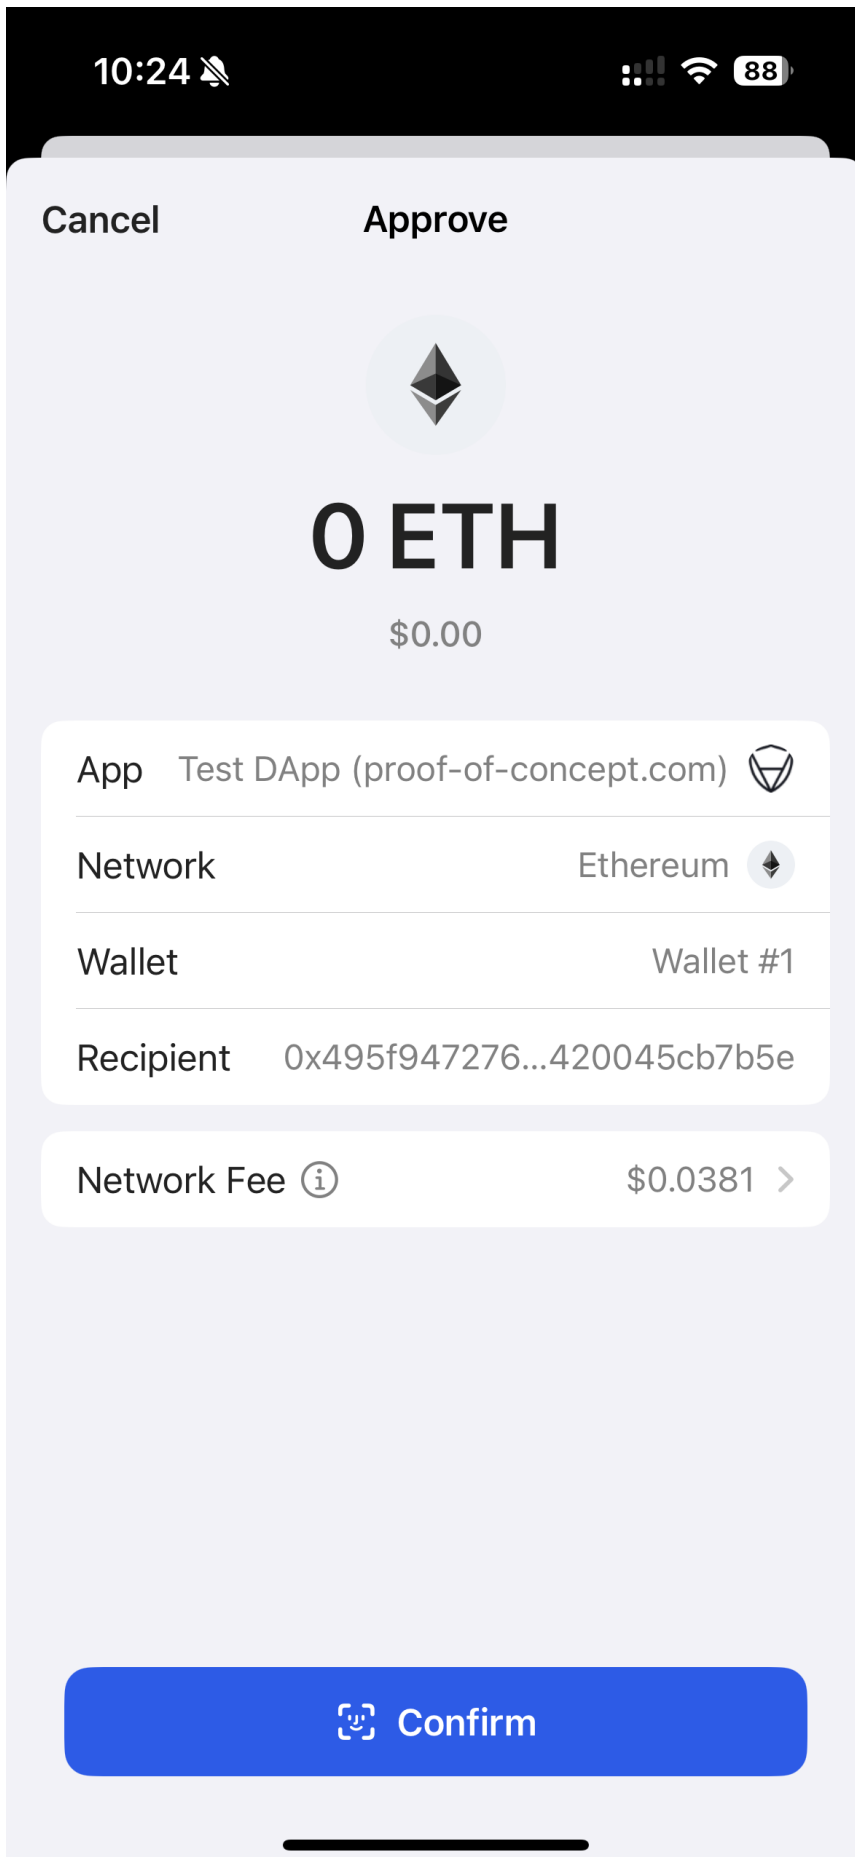 10:24 88
Cancel Approve
0 ETH
$0.00
App Test DApp (proof-of-concept.com)
Network Ethereum
Wallet Wallet #1
Recipient 0x495f947276...420045cb7b5e
Network Fee $0.0381
Confirm